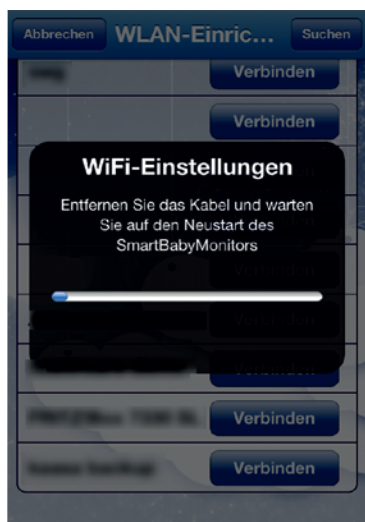 Abbrechen
WLAN-Einric...
Suchen
Verbinden
Verbinden
WiFi-Einstellungen
Entfernen Sie das Kabel und warten
Sie auf den Neustart des
SmartBabyMonitors
Verbinden
Verbinden
Verbinden
Verbinden